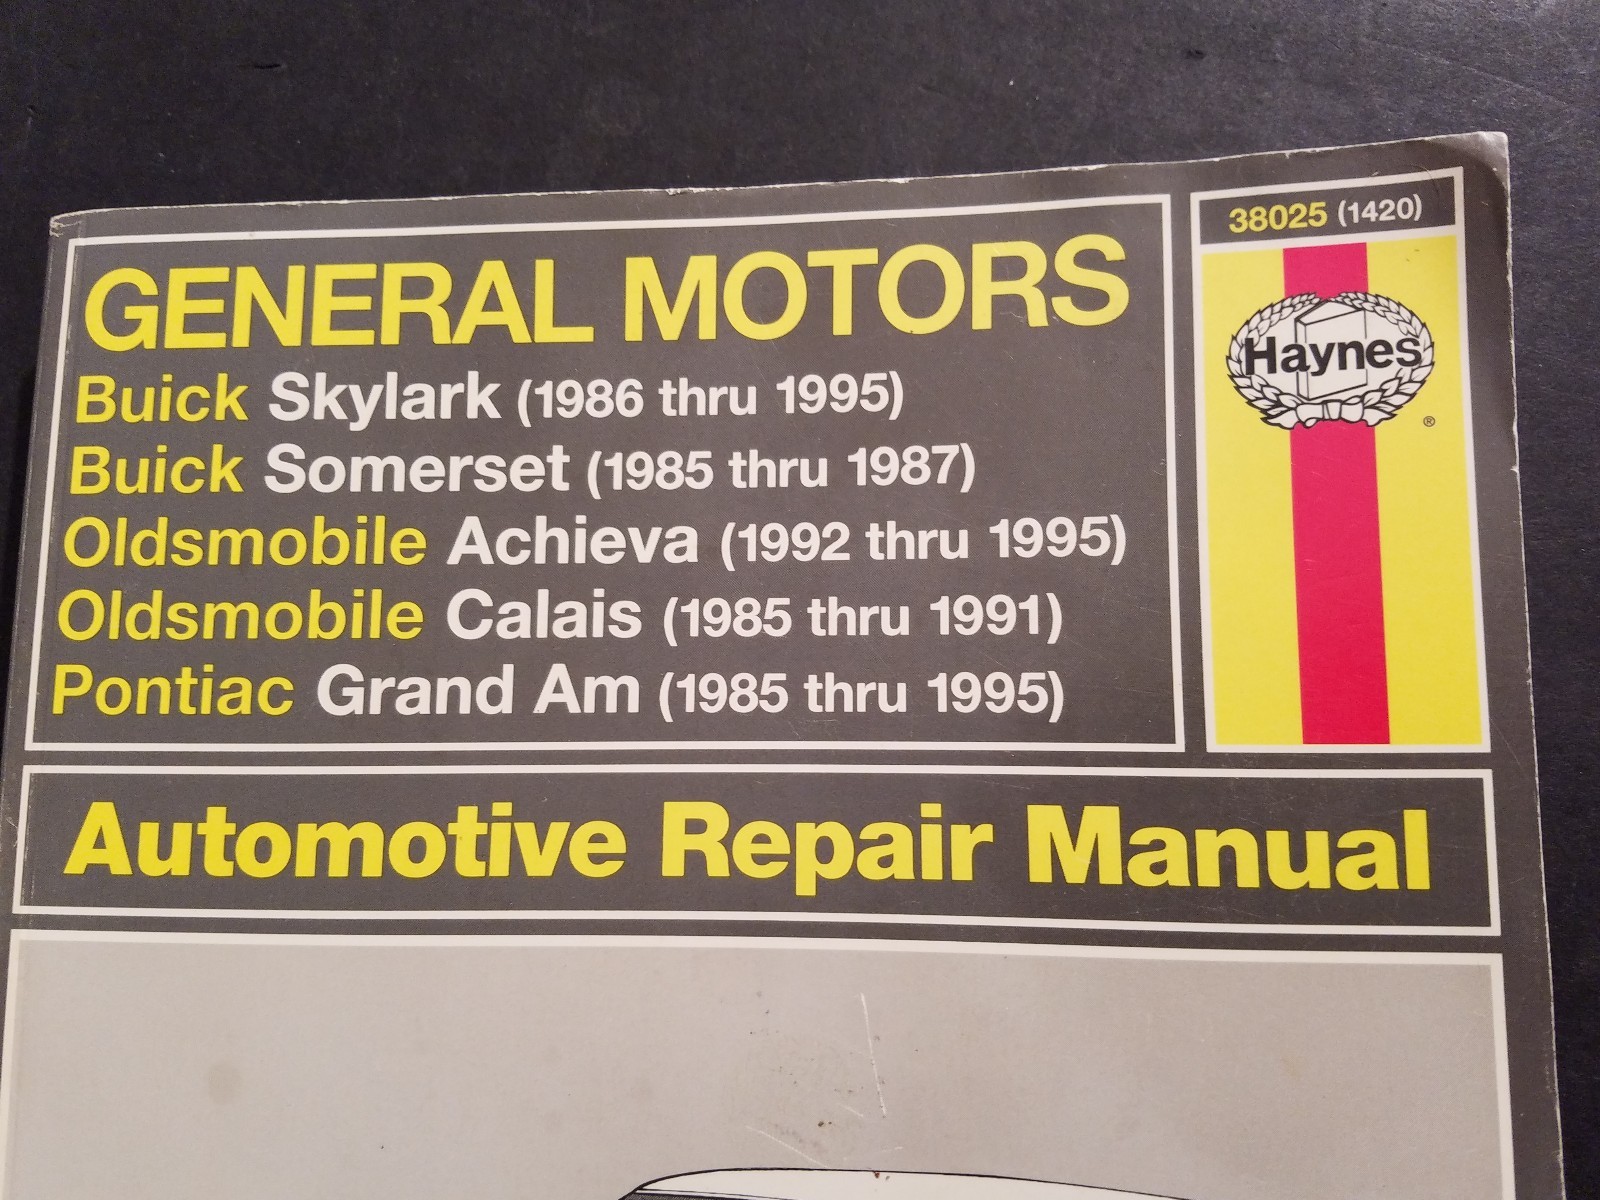 GENERAL MOTORS
Buick Skylark (1986 thru 1995)
Buick Somerset (1985 thru 1987)
Oldsmobile Achieva (1992 thru 1995)
Oldsmobile Calais (1985 thru 1991)
Pontiac Grand Am (1985 thru 1995)
38025 (1420)
Haynes
®
Automotive Repair Manual